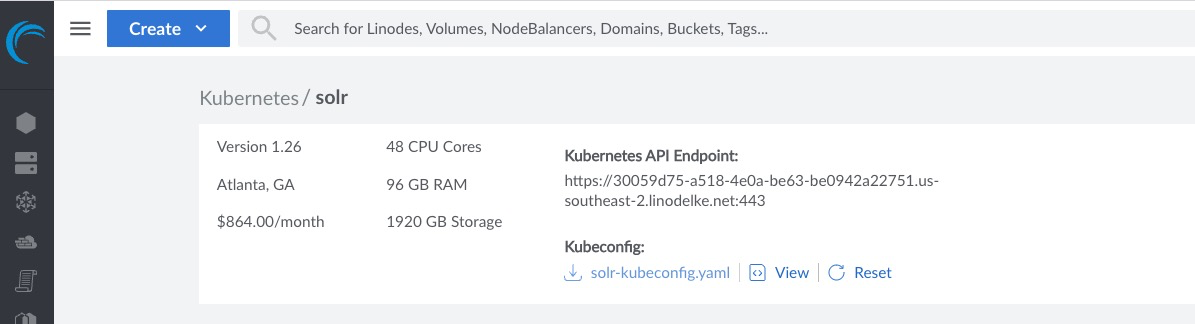 Create
Search for Linodes, Volumes, NodeBalancers, Domains, Buckets, Tags...
Kubernetes / solr
Version 1.26
48 CPU Cores
Atlanta, GA
96 GB RAM
$864.00/month
1920 GB Storage
Kubernetes API Endpoint:
https://30059d75-a518-4e0a-be63-be0942a22751.us-
southeast-2.linodelke.net:443
Kubeconfig:
solr-kubeconfig.yaml View Reset